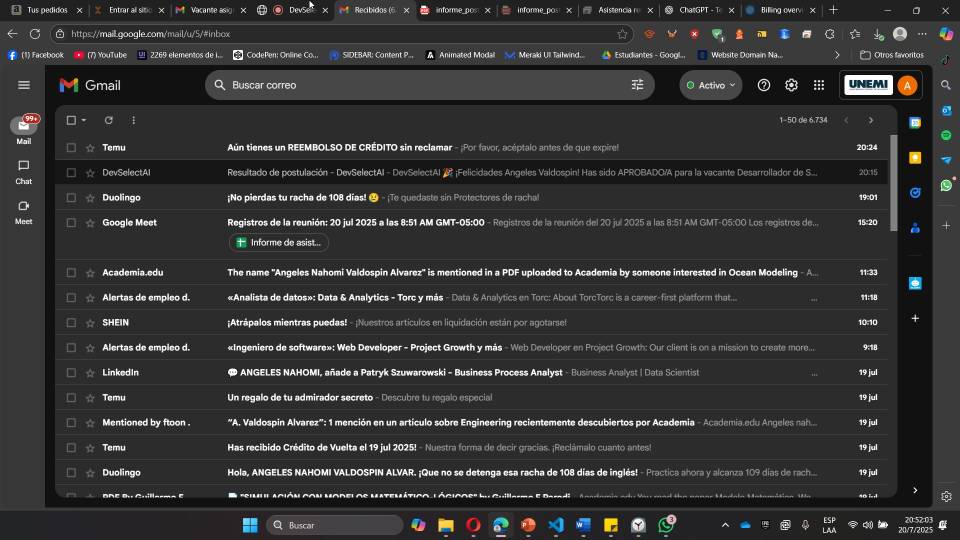 Tus pedidos
Entrar al sitio
Vacante asig
DevSelec
Recibidos (6.
informe_post
informe_post
Asistencia re
ChatGPT - Te
Billing overvi
https://mail.google.com/mail/u/5/#inbox
(1) Facebook
(7) YouTube
2269 elementos de i...
CodePen: Online Co...
SIDEBAR: Content P...
Animated Modal
Meraki UI Tailwind...
Estudiantes - Googl...
Website Domain Na...
Otros favoritos
Gmail
Buscar correo
Activo
UNEMI
A
99+
Mail
Chat
Meet
1–50 de 6.734
Temu Aún tienes un REEMBOLSO DE CRÉDITO sin reclamar - ¡Por favor, acéptalo antes de que expire! 20:24
DevSelectAI Resultado de postulación - DevSelectAI - DevSelectAI 🎉 ¡Felicidades Angeles Valdospin! Has sido APROBADO/A para la vacante Desarrollador de S... 20:15
Duolingo ¡No pierdas tu racha de 108 días! 😢 - ¡Te quedaste sin Protectores de racha! 19:01
Google Meet Registros de la reunión: 20 jul 2025 a las 8:51 AM GMT-05:00 - Registros de la reunión del 20 jul 2025 a las 8:51 AM GMT-05:00 Los registros de... 15:20
Informe de asist...
Academia.edu The name "Angeles Nahomi Valdospin Alvarez" is mentioned in a PDF uploaded to Academia by someone interested in Ocean Modeling - A... 11:33
Alertas de empleo d. «Analista de datos»: Data & Analytics - Torc y más - Data & Analytics en Torc: About TorcTorc is a career-first platform that... ... 11:18
SHEIN ¡Atrápalos mientras puedas! - ¡Nuestros artículos en liquidación están por agotarse! 10:10
Alertas de empleo d. «Ingeniero de software»: Web Developer - Project Growth y más - Web Developer en Project Growth: Our client is on a mission to create more... 9:18
LinkedIn 💬 ANGELES NAHOMI, añade a Patryk Szuwarowski - Business Process Analyst - Business Analyst | Data Scientist ... 19 jul
Temu Un regalo de tu admirador secreto - Descubre tu regalo especial 19 jul
Mentioned by ftoon . “A. Valdospin Alvarez”: 1 mención en un artículo sobre Engineering recientemente descubiertos por Academia - Academia.edu Angeles nah... 19 jul
Temu Has recibido Crédito de Vuelta el 19 jul 2025! - Nuestra forma de decir gracias. ¡Reclámalo cuanto antes! 19 jul
Duolingo Hola, ANGELES NAHOMI VALDOSPIN ALVAR. ¡Que no se detenga esa racha de 108 días de inglés! - Practica ahora y alcanza 109 días de rach... 19 jul
PDF By Guillermo E "SIMULACIÓN CON MODELOS MATEMÁTICO-LÓGICOS" by Guillermo E Parodi - Academia.edu You read the paper Modelo Matemático. We 19 jul
Buscar
3
ESP
LAA
20:52:03
20/7/2025